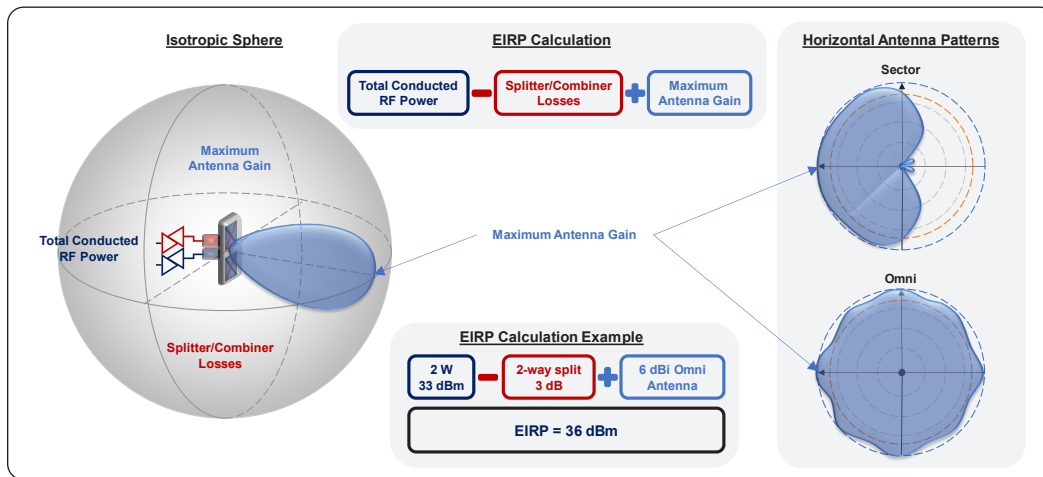 Isotropic Sphere
Maximum
Antenna Gain
Total Conducted
RF Power
Splitter/Combiner
Losses
EIRP Calculation
Total Conducted
RF Power
Splitter/Combiner
Losses
Maximum
Antenna Gain
Maximum Antenna Gain
EIRP Calculation Example
2 W
33 dBm
2-way split
3 dB
6 dBi Omni
Antenna
EIRP = 36 dBm
Horizontal Antenna Patterns
Sector
Omni